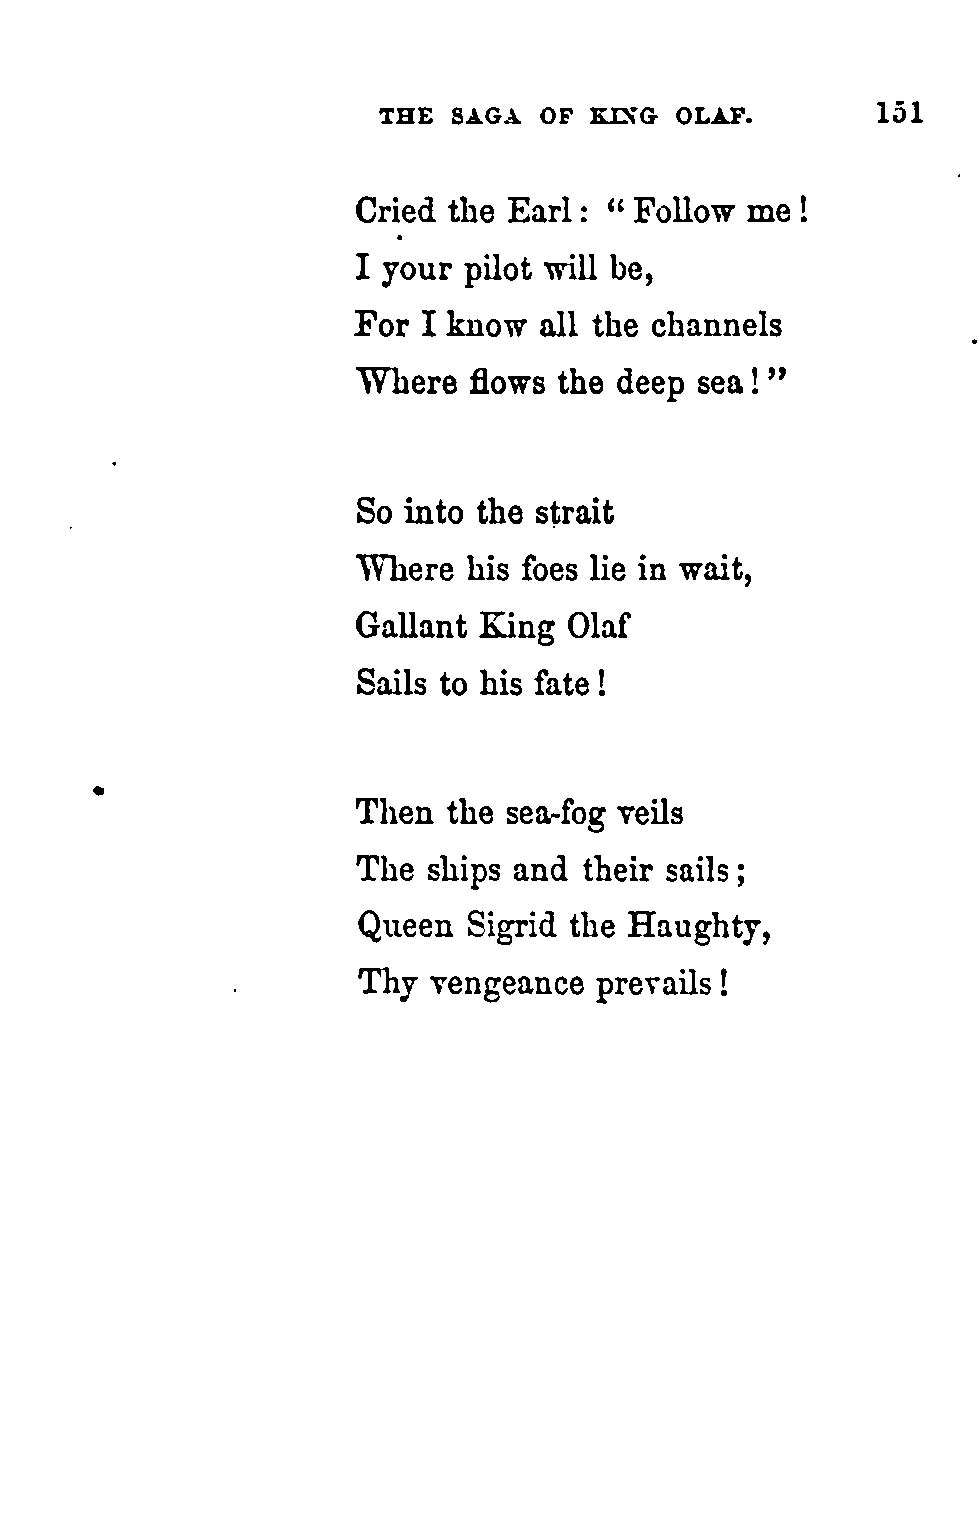 THE SAGA OF KING OLAF. 151
Cried the Earl: "Follow me!
I your pilot will be,
For I know all the channels
Where flows the deep sea!"
So into the strait
Where his foes lie in wait,
Gallant King Olaf
Sails to his fate!
Then the sea-fog veils
The ships and their sails;
Queen Sigrid the Haughty,
Thy vengeance prevails!